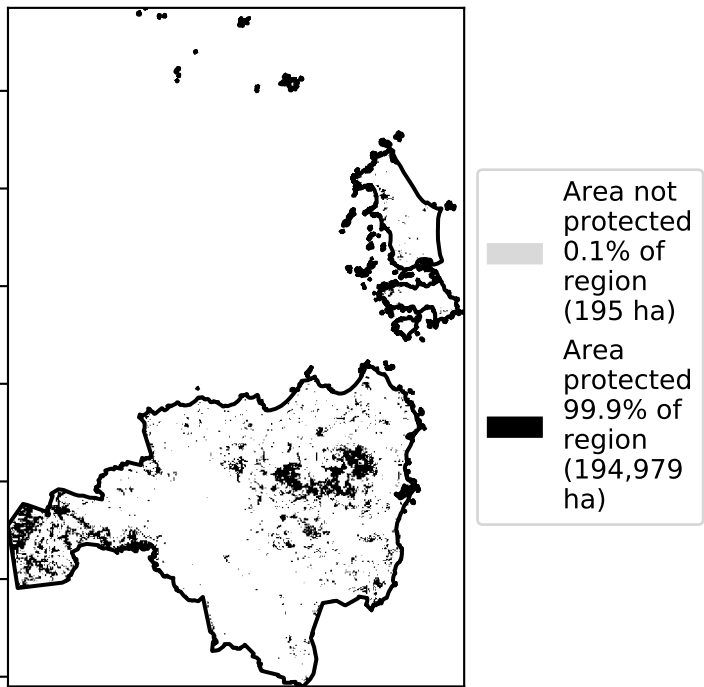 Area not
protected
0.1% of
region
(195 ha)
Area
protected
99.9% of
region
(194,979
ha)